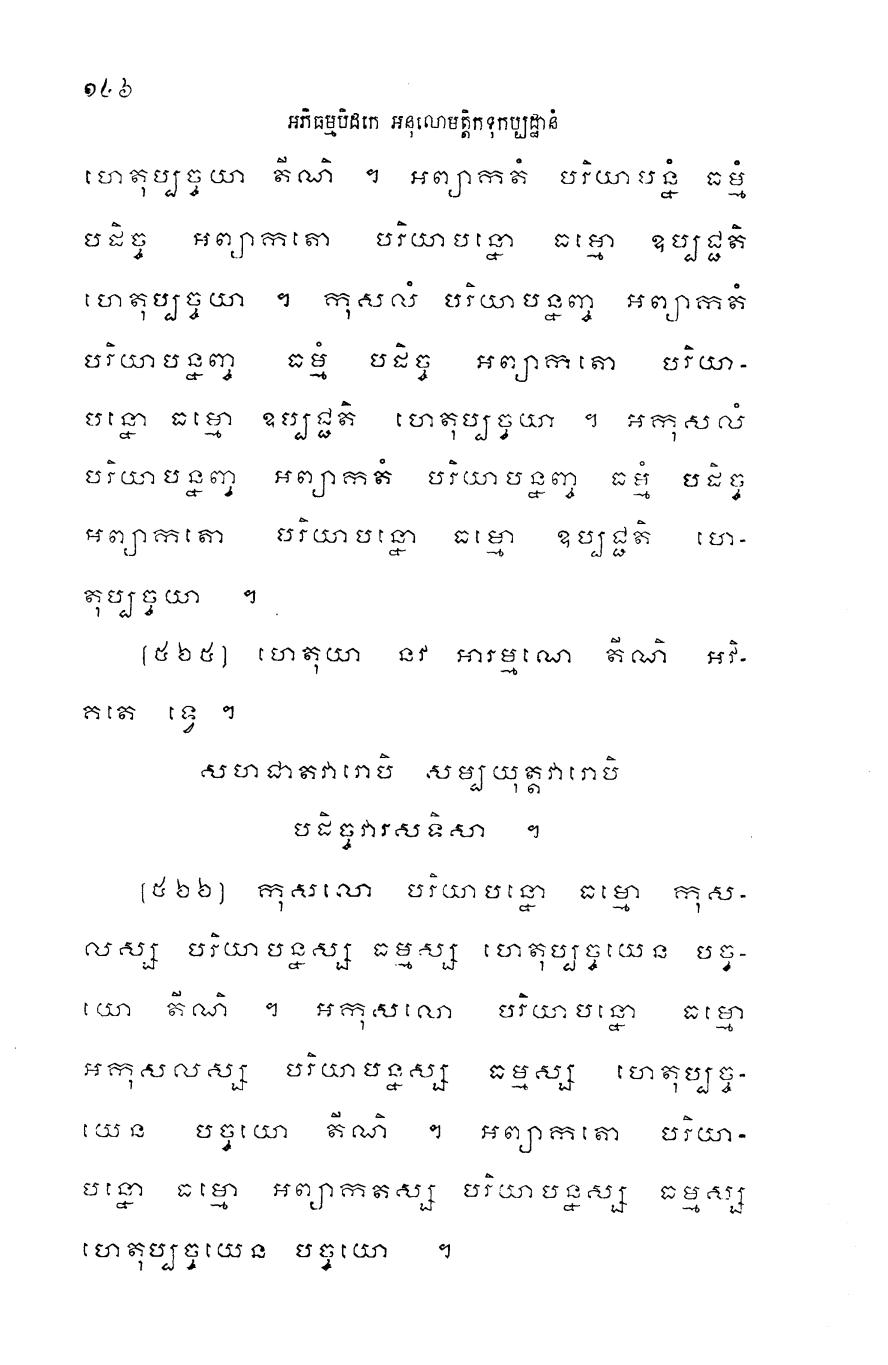 ១៤៦
អភិធម្មបិដកេ អនុលោមត្តិកទុកប្បដ្ឋានំ
ហេតុប្បច្ចយា តីណិ ។ អព្យាកតំ បរិយាបន្នំ ធម្មំ
បដិច្ច អព្យាកតោ បរិយាបន្នោ ធម្មោ ឧប្បជ្ជតិ
ហេតុប្បច្ចយា ។ កុសលំ បរិយាបន្នញ្ច អព្យាកតំ
បរិយាបន្នញ្ច ធម្មំ បដិច្ច អព្យាកតោ បរិយា-
បន្នោ ធម្មោ ឧប្បជ្ជតិ ហេតុប្បច្ចយា ។ អកុសលំ
បរិយាបន្នញ្ច អព្យាកតំ បរិយាបន្នញ្ច ធម្មំ បដិច្ច
អព្យាកតោ បរិយាបន្នោ ធម្មោ ឧប្បជ្ជតិ ហេ-
តុប្បច្ចយា ។
(៥៦៥) ហេតុយា នវ អារម្មណេ តីណិ អវិ-
កតេ ទ្វេ ។
សហជាតវារោបិ សម្បយុត្តវារោបិ
បដិច្ចវារសទិសា ។
(៥៦៦) កុសលោ បរិយាបន្នោ ធម្មោ កុស-
លស្ស បរិយាបន្នស្ស ធម្មស្ស ហេតុប្បច្ចយេន បច្ច-
យោ តីណិ ។ អកុសលោ បរិយាបន្នោ ធម្មោ
អកុសលស្ស បរិយាបន្នស្ស ធម្មស្ស ហេតុប្បច្ច-
យេន បច្ចយោ តីណិ ។ អព្យាកតោ បរិយា-
បន្នោ ធម្មោ អព្យាកតស្ស បរិយាបន្នស្ស ធម្មស្ស
ហេតុប្បច្ចយេន បច្ចយោ ។